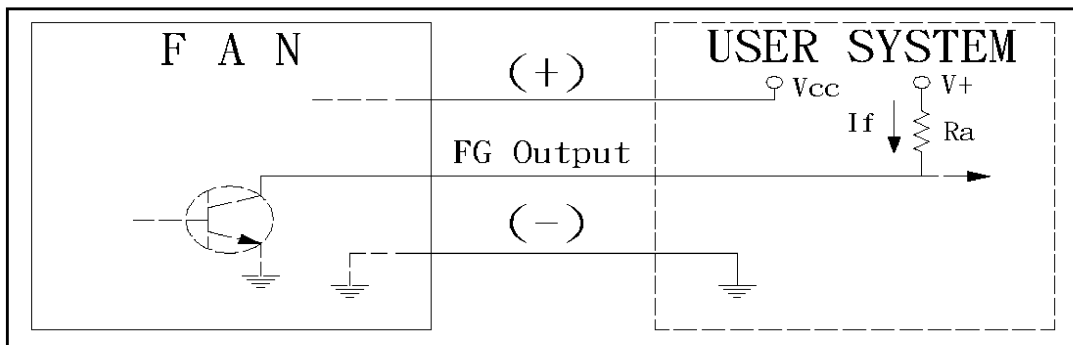 F A N
USER SYSTEM
(+)
Vcc
V+
If
Ra
FG Output
(-)